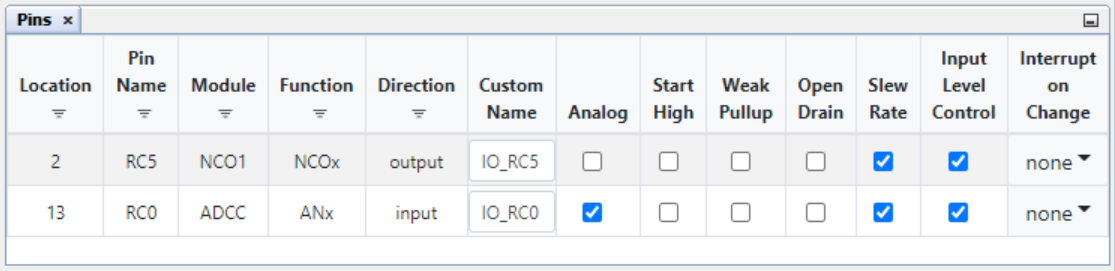 Pins ×
Location Pin Name Module Function Direction Custom Name Analog Start High Weak Pullup Open Drain Slew Rate Input Level Control Interrupt on Change
2 RC5 NCO1 NCOx output IO_RC5 none
13 RC0 ADCC ANx input IO_RC0 none